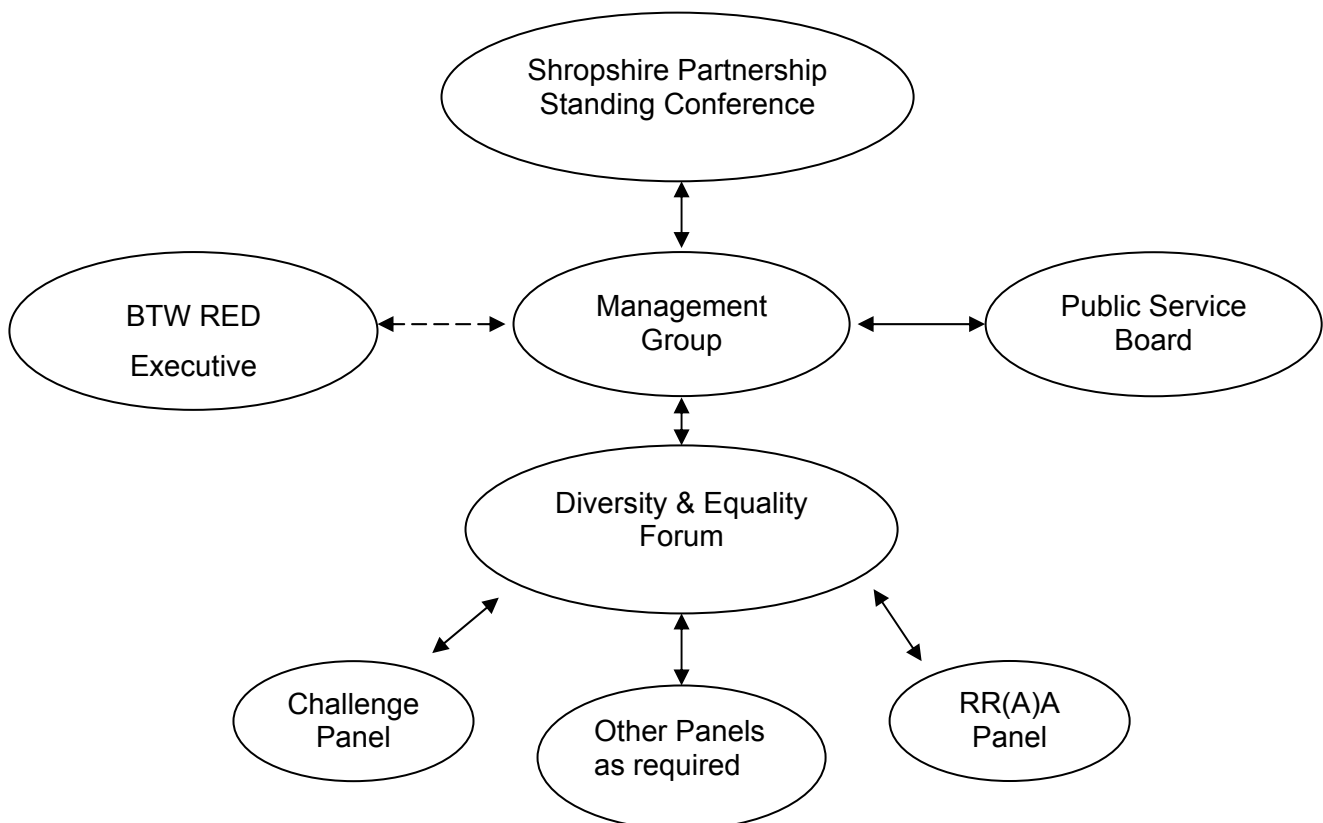 Shropshire Partnership
Standing Conference
BTW RED
Executive
Management
Group
Public Service
Board
Diversity & Equality
Forum
Challenge
Panel
Other Panels
as required
RR(A)A
Panel